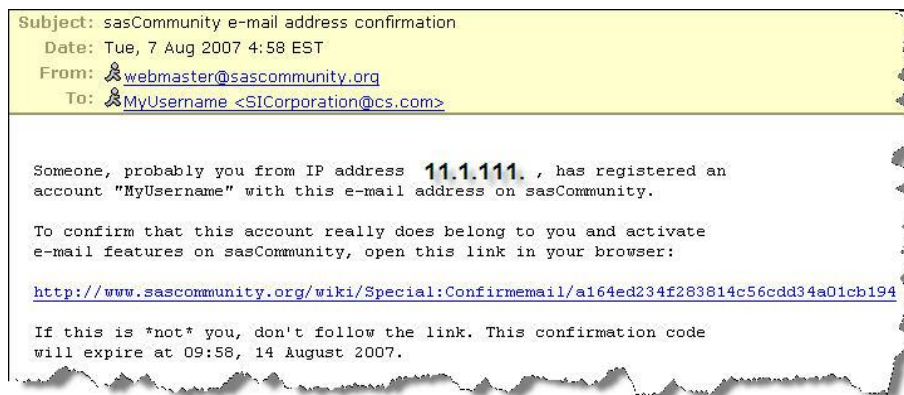 Subject: sasCommunity e-mail address confirmation
Date: Tue, 7 Aug 2007 4:58 EST
From: webmaster@sascommunity.org
To: MyUsername <SICorporation@cs.com>
Someone, probably you from IP address 11.1.111. , has registered an
account "MyUsername" with this e-mail address on sasCommunity.
To confirm that this account really does belong to you and activate
e-mail features on sasCommunity, open this link in your browser:
http://www.sascommunity.org/wiki/Special:Confirmemail/a164ed234f283814c56cdd34a01cb194
If this is *not* you, don't follow the link. This confirmation code
will expire at 09:58, 14 August 2007.